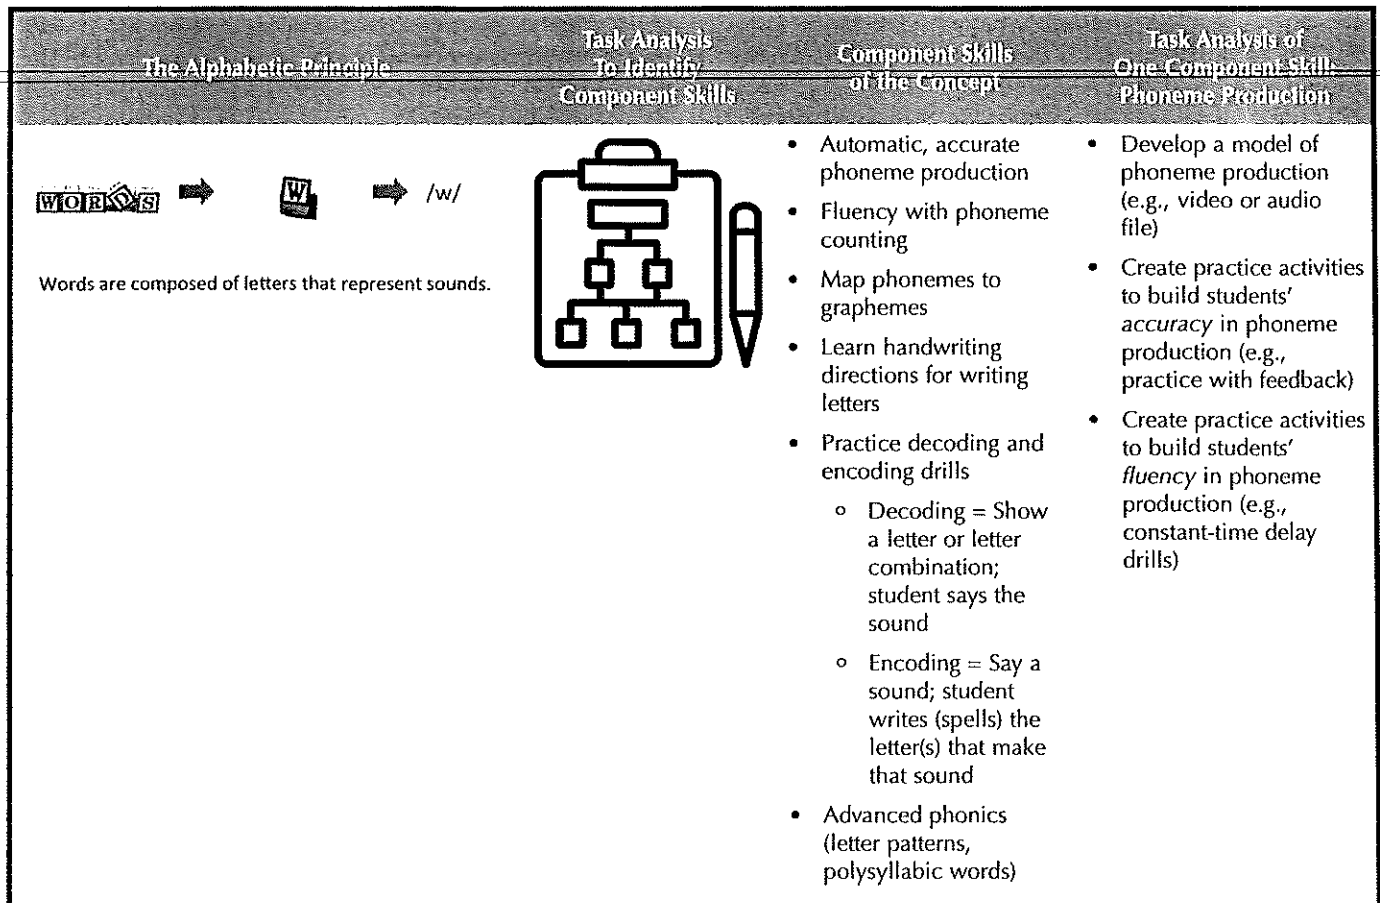 The Alphabetic Principle
Task Analysis
To Identify
Component Skills
Component Skills
of the Concept
Task Analysis of
One Component Skill:
Phoneme Production
WORDS
W
/w/
Words are composed of letters that represent sounds.
• Automatic, accurate
phoneme production
• Fluency with phoneme
counting
• Map phonemes to
graphemes
• Learn handwriting
directions for writing
letters
• Practice decoding and
encoding drills
o Decoding = Show
a letter or letter
combination;
student says the
sound
o Encoding = Say a
sound; student
writes (spells) the
letter(s) that make
that sound
• Advanced phonics
(letter patterns,
polysyllabic words)
• Develop a model of
phoneme production
(e.g., video or audio
file)
• Create practice activities
to build students'
accuracy in phoneme
production (e.g.,
practice with feedback)
• Create practice activities
to build students'
fluency in phoneme
production (e.g.,
constant-time delay
drills)